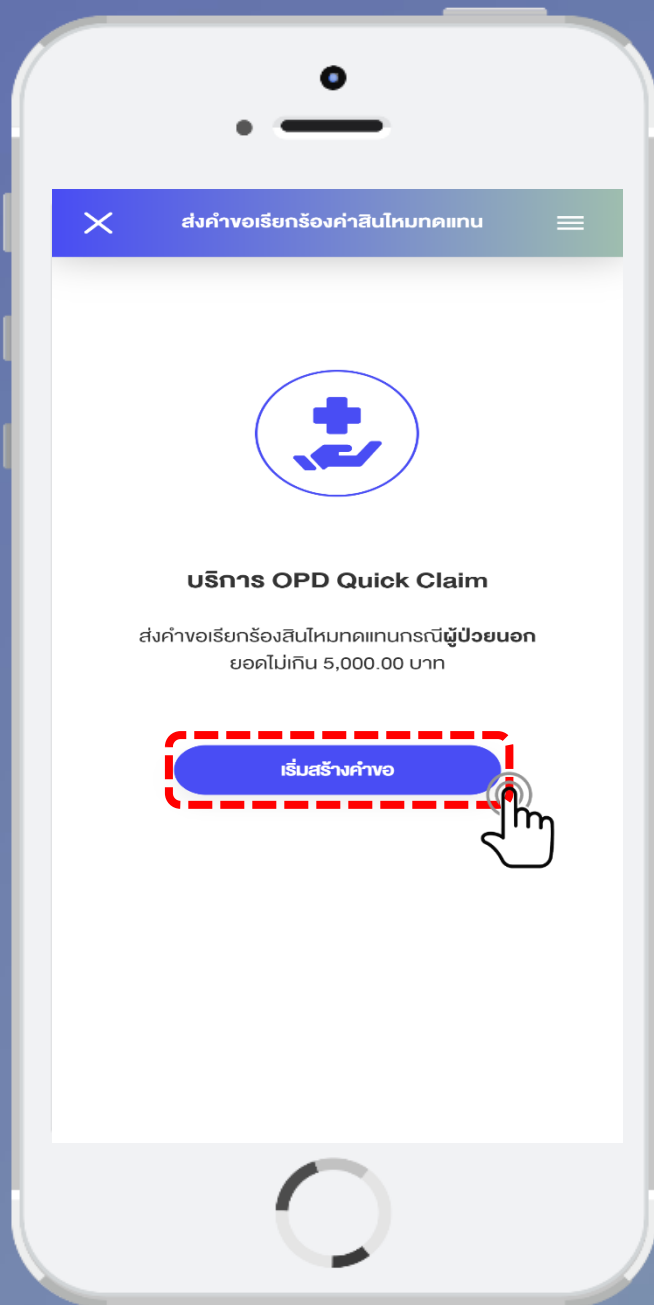 ส่งคำขอเรียกร้องค่าสินไหมทดแทน
บริการ OPD Quick Claim
ส่งคำขอเรียกร้องสินไหมทดแทนกรณีผู้ป่วยนอก
ยอดไม่เกิน 5,000.00 บาท
เริ่มสร้างคำขอ